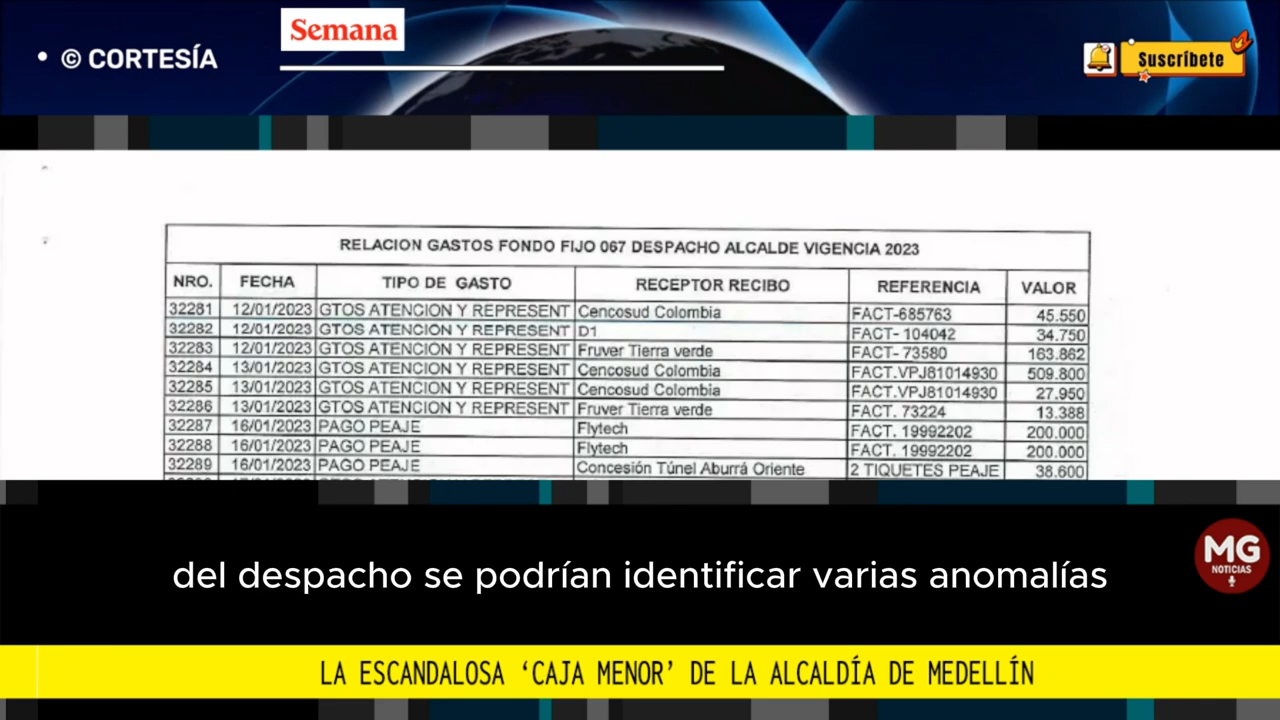 Semana
• © CORTESÍA
Suscríbete
RELACION GASTOS FONDO FIJO 067 DESPACHO ALCALDE VIGENCIA 2023
NRO. FECHA TIPO DE GASTO RECEPTOR RECIBO REFERENCIA VALOR
32281 12/01/2023 GTOS ATENCION Y REPRESENT Cencosud Colombia FACT-685763 45.550
32282 12/01/2023 GTOS ATENCION Y REPRESENT D1 FACT- 104042 34.750
32283 12/01/2023 GTOS ATENCION Y REPRESENT Fruver Tierra verde FACT- 73580 163.862
32284 13/01/2023 GTOS ATENCION Y REPRESENT Cencosud Colombia FACT.VPJ81014930 509.800
32285 13/01/2023 GTOS ATENCION Y REPRESENT Cencosud Colombia FACT.VPJ81014930 27.950
32286 13/01/2023 GTOS ATENCION Y REPRESENT Fruver Tierra verde FACT. 73224 13.388
32287 16/01/2023 PAGO PEAJE Flytech FACT. 19992202 200.000
32288 16/01/2023 PAGO PEAJE Flytech FACT. 19992202 200.000
32289 16/01/2023 PAGO PEAJE Concesión Túnel Aburrá Oriente 2 TIQUETES PEAJE 38.600
MG
NOTICIAS
del despacho se podrían identificar varias anomalías
LA ESCANDALOSA ‘CAJA MENOR’ DE LA ALCALDÍA DE MEDELLÍN